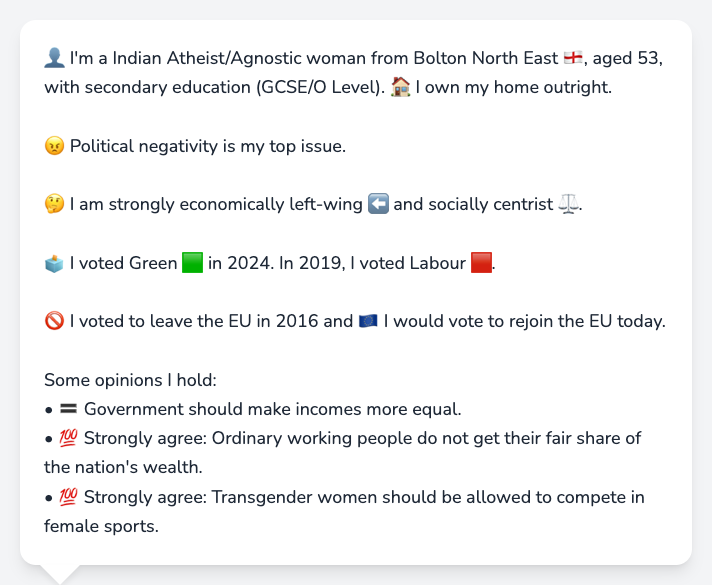 👤 I'm a Indian Atheist/Agnostic woman from Bolton North East 🏴󠁧󠁢󠁥󠁮󠁧󠁿, aged 53,
with secondary education (GCSE/O Level). 🏠 I own my home outright.
😠 Political negativity is my top issue.
🤔 I am strongly economically left-wing ⬅️ and socially centrist ⚖️.
🗳️ I voted Green 🟩 in 2024. In 2019, I voted Labour 🟥.
🚫 I voted to leave the EU in 2016 and 🇪🇺 I would vote to rejoin the EU today.
Some opinions I hold:
• 🟰 Government should make incomes more equal.
• 💯 Strongly agree: Ordinary working people do not get their fair share of
the nation's wealth.
• 💯 Strongly agree: Transgender women should be allowed to compete in
female sports.